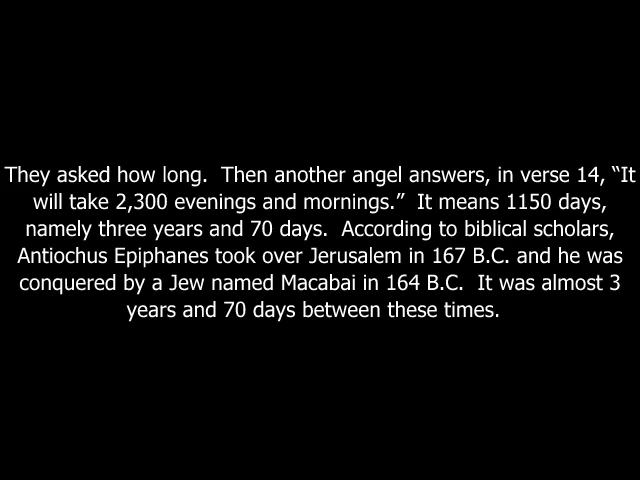 They asked how long.  Then another angel answers, in verse 14, “It
will take 2,300 evenings and mornings.”  It means 1150 days,
namely three years and 70 days.  According to biblical scholars,
Antiochus Epiphanes took over Jerusalem in 167 B.C. and he was
conquered by a Jew named Macabai in 164 B.C.  It was almost 3
years and 70 days between these times.